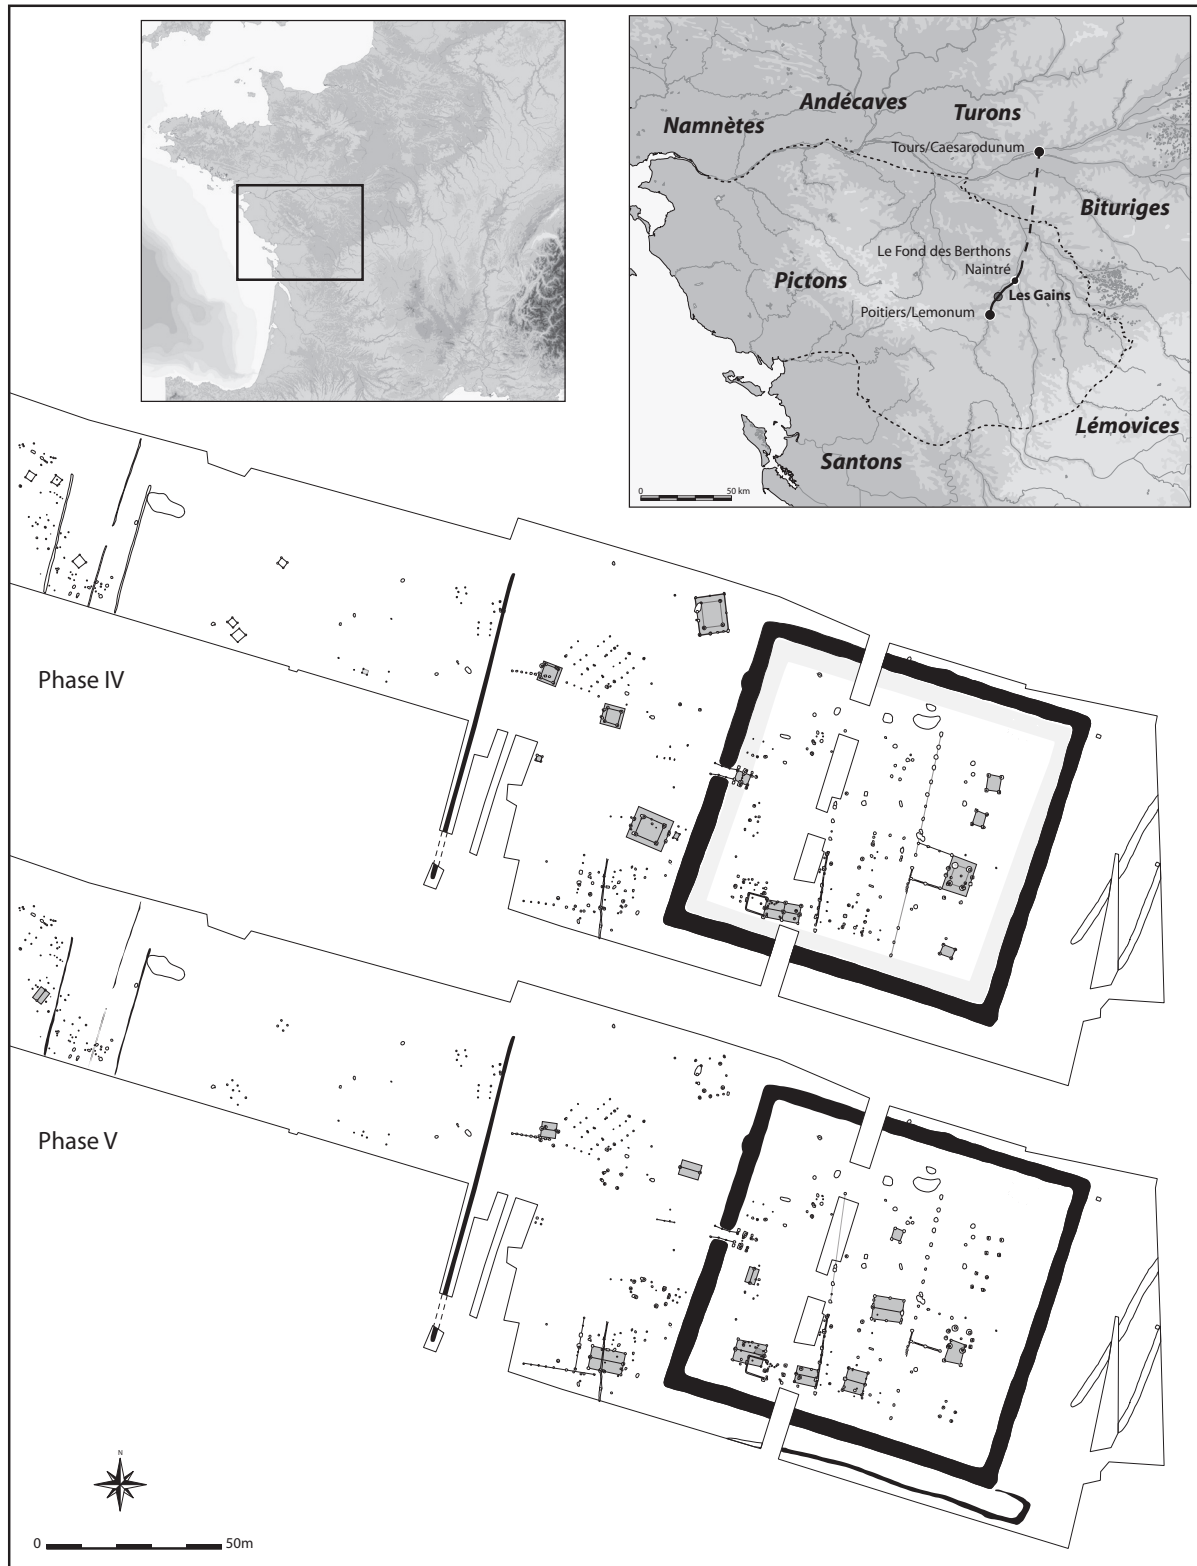 Andécaves
Namnètes
Turons
Tours/Caesarodunum
Bituriges
Le Fond des Berthons
Naintré
Pictons
Les Gains
Poitiers/Lemonum
Lémovices
Santons
0 50 km
Phase IV
Phase V
N
0 50m